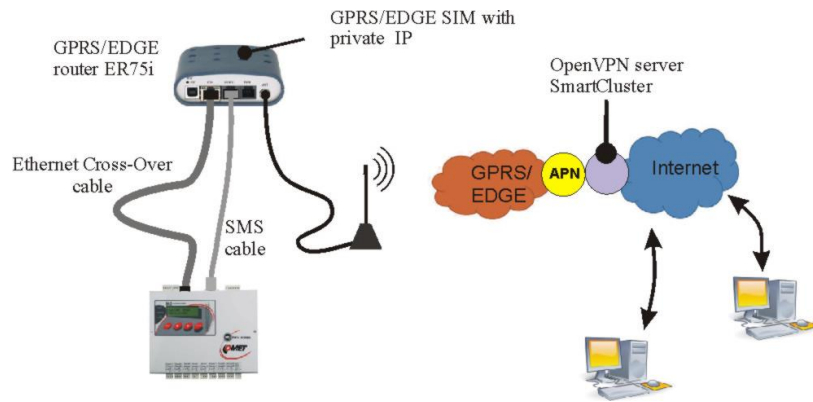 GPRS/EDGE SIM with
private IP
GPRS/EDGE
router ER75i
OpenVPN server
SmartCluster
Ethernet Cross-Over
cable
GPRS/
EDGE
APN
Internet
SMS
cable
COMET